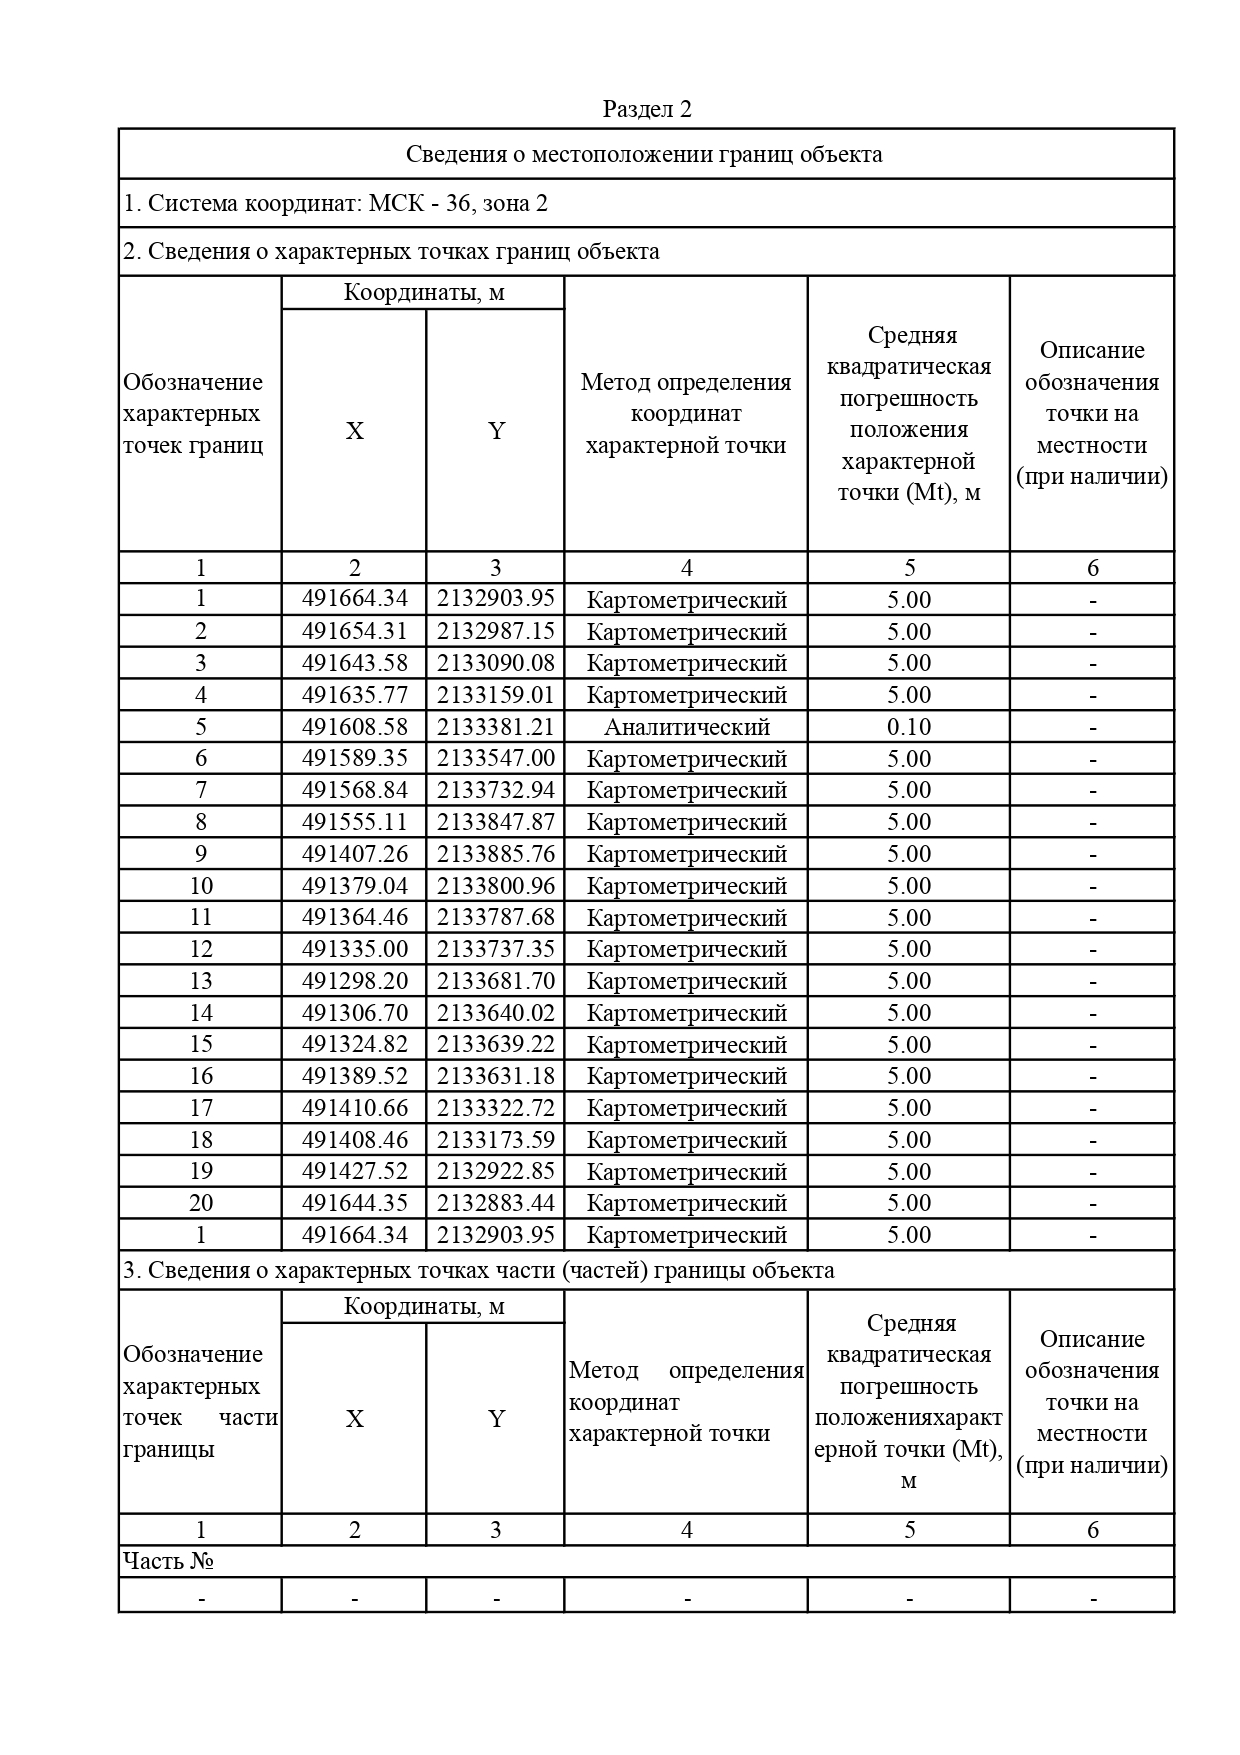 Раздел 2
Сведения о местоположении границ объекта
1. Система координат: МСК - 36, зона 2
2. Сведения о характерных точках границ объекта
Обозначение
характерных
точек границ
Координаты, м
X
Y
Метод определения
координат
характерной точки
Средняя
квадратическая
погрешность
положения
характерной
точки (Mt), м
Описание
обозначения
точки на
местности
(при наличии)
1 2 3 4 5 6
1 491664.34 2132903.95 Картометрический 5.00 -
2 491654.31 2132987.15 Картометрический 5.00 -
3 491643.58 2133090.08 Картометрический 5.00 -
4 491635.77 2133159.01 Картометрический 5.00 -
5 491608.58 2133381.21 Аналитический 0.10 -
6 491589.35 2133547.00 Картометрический 5.00 -
7 491568.84 2133732.94 Картометрический 5.00 -
8 491555.11 2133847.87 Картометрический 5.00 -
9 491407.26 2133885.76 Картометрический 5.00 -
10 491379.04 2133800.96 Картометрический 5.00 -
11 491364.46 2133787.68 Картометрический 5.00 -
12 491335.00 2133737.35 Картометрический 5.00 -
13 491298.20 2133681.70 Картометрический 5.00 -
14 491306.70 2133640.02 Картометрический 5.00 -
15 491324.82 2133639.22 Картометрический 5.00 -
16 491389.52 2133631.18 Картометрический 5.00 -
17 491410.66 2133322.72 Картометрический 5.00 -
18 491408.46 2133173.59 Картометрический 5.00 -
19 491427.52 2132922.85 Картометрический 5.00 -
20 491644.35 2132883.44 Картометрический 5.00 -
1 491664.34 2132903.95 Картометрический 5.00 -
3. Сведения о характерных точках части (частей) границы объекта
Обозначение
характерных
точек части
границы
Координаты, м
X
Y
Метод определения
координат
характерной точки
Средняя
квадратическая
погрешность
положенияхаракт
ерной точки (Mt),
м
Описание
обозначения
точки на
местности
(при наличии)
1 2 3 4 5 6
Часть №
- - - - - -